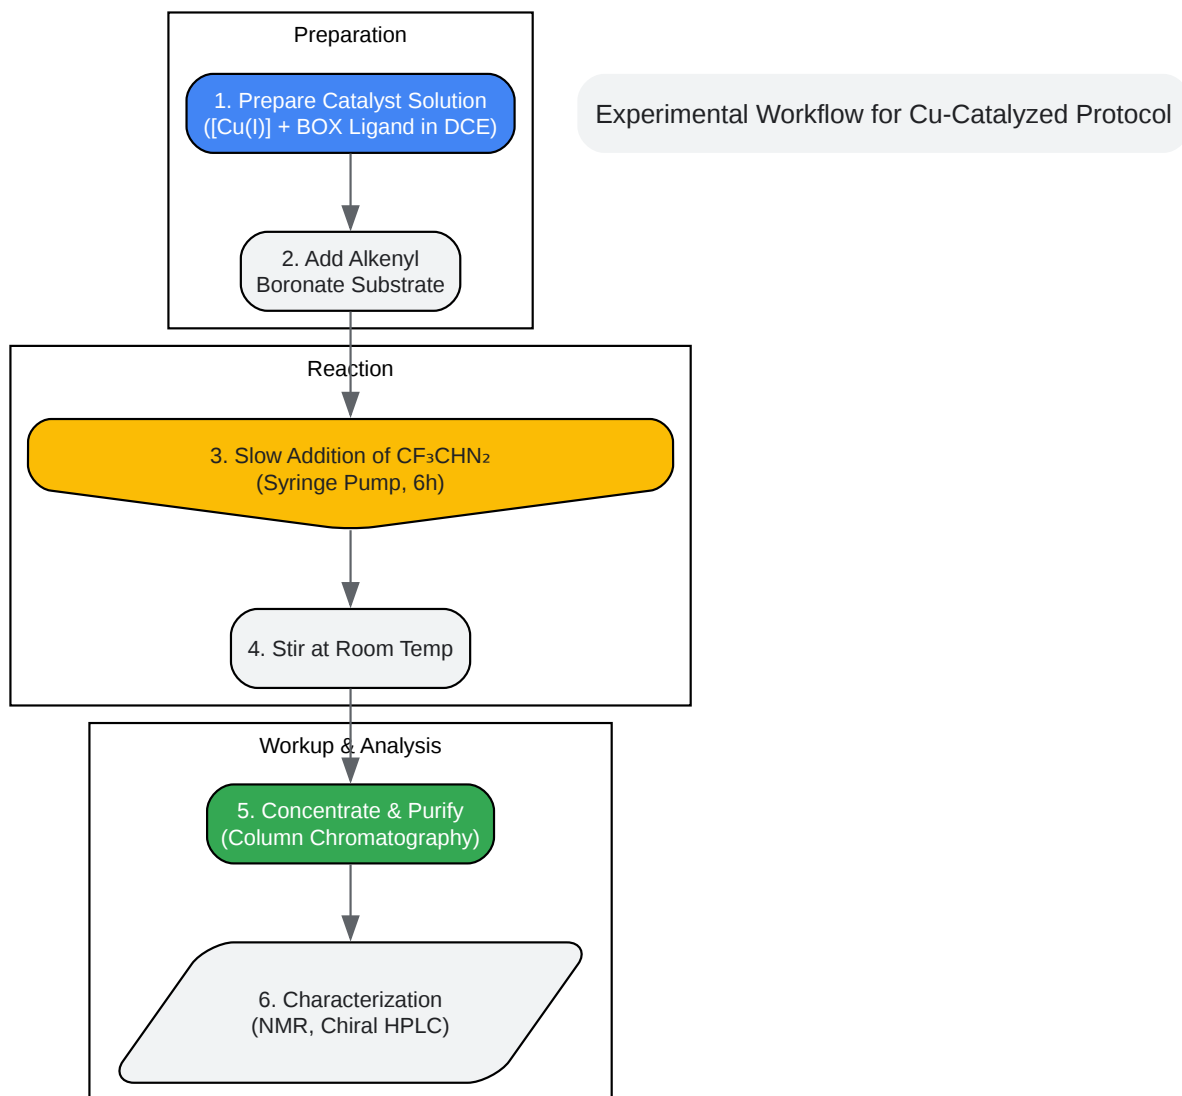 Preparation
1. Prepare Catalyst Solution
([Cu(I)] + BOX Ligand in DCE)
Experimental Workflow for Cu-Catalyzed Protocol
2. Add Alkenyl
Boronate Substrate
Reaction
3. Slow Addition of CF₃CHN₂
(Syringe Pump, 6h)
4. Stir at Room Temp
Workup & Analysis
5. Concentrate & Purify
(Column Chromatography)
6. Characterization
(NMR, Chiral HPLC)